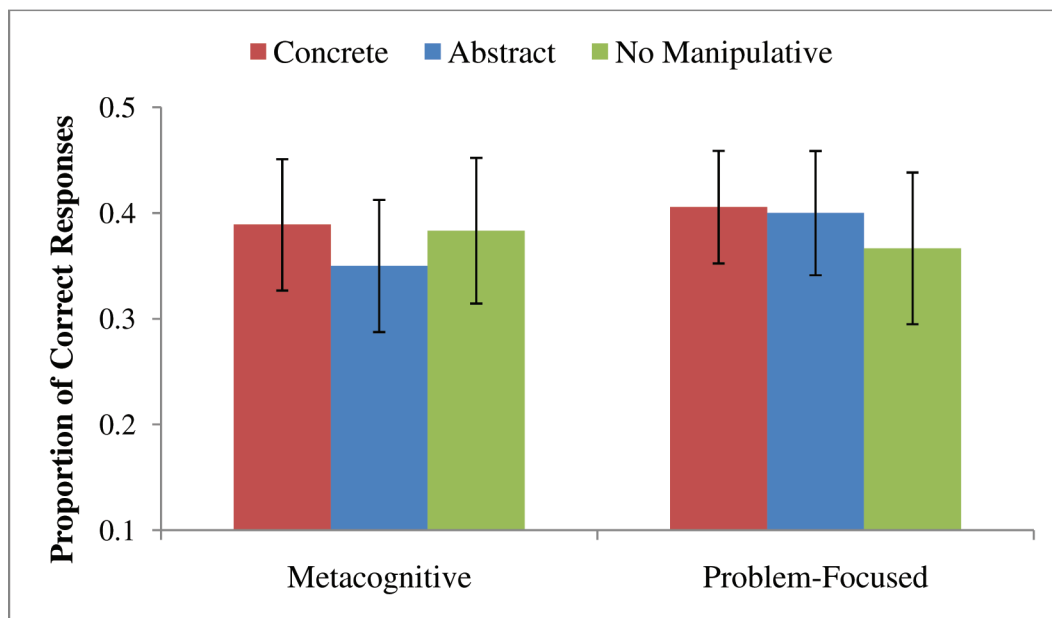 Concrete Abstract No Manipulative
Proportion of Correct Responses
0.5
0.4
0.3
0.2
0.1
Metacognitive Problem-Focused